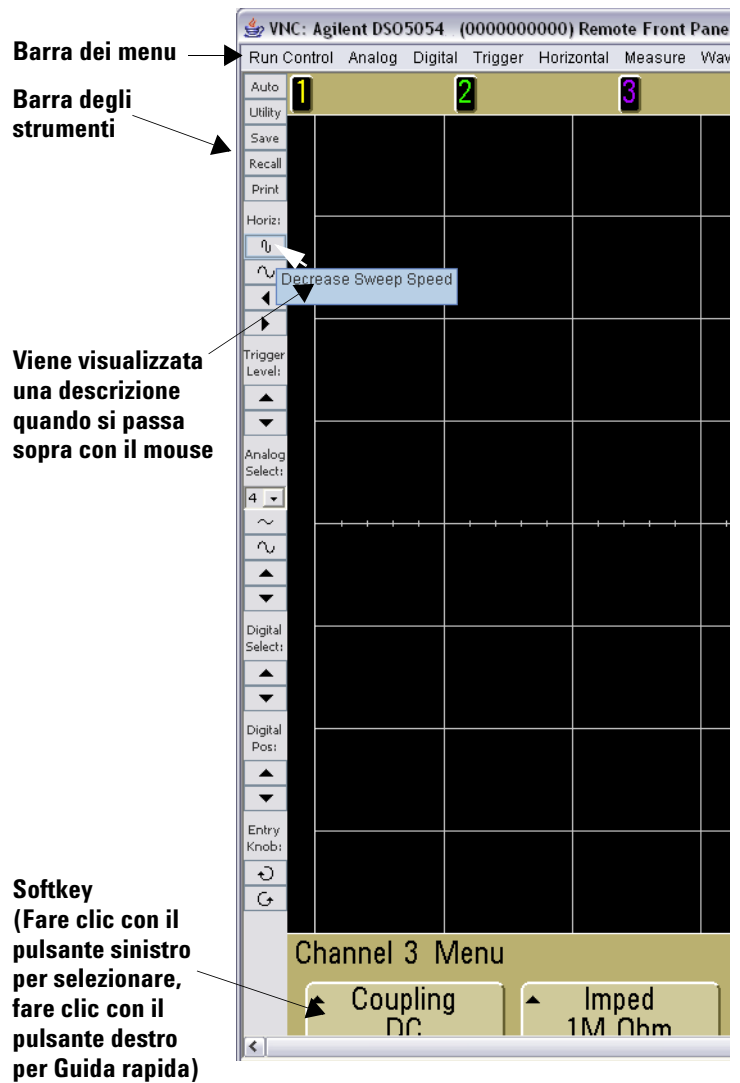 VNC: Agilent DSO5054 (0000000000) Remote Front Pane
Barra dei menu
Run Control Analog Digital Trigger Horizontal Measure Wav
Barra degli
strumenti
Auto
1
2
3
Utility
Save
Recall
Print
Horiz:
Decrease Sweep Speed
Viene visualizzata
una descrizione
quando si passa
sopra con il mouse
Trigger
Level:
Analog
Select:
4
Digital
Select:
Digital
Pos:
Entry
Knob:
Softkey
(Fare clic con il
pulsante sinistro
per selezionare,
fare clic con il
pulsante destro
per Guida rapida)
Channel 3 Menu
Coupling
DC
Imped
1M Ohm